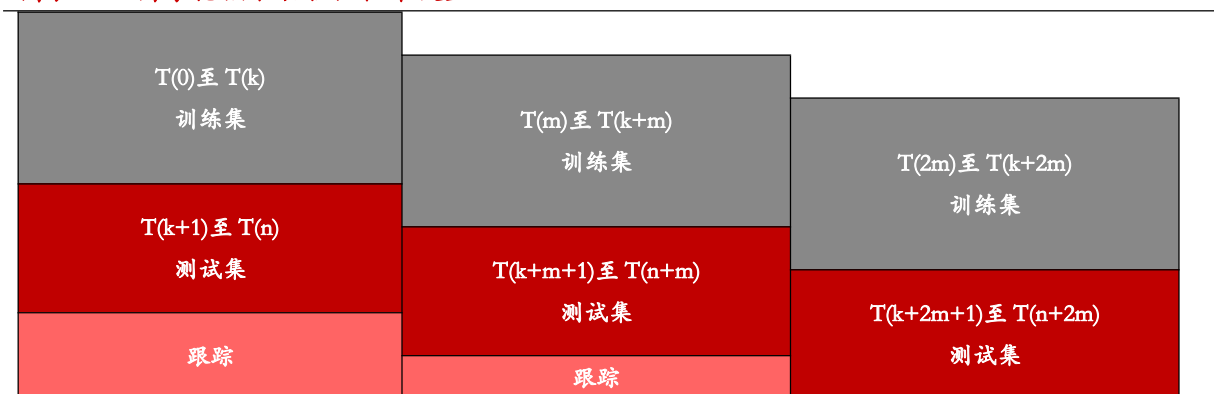 T(0)至 T(k)
训练集
T(k+1)至 T(n)
测试集
跟踪
T(m)至 T(k+m)
训练集
T(k+m+1)至 T(n+m)
测试集
跟踪
T(2m)至 T(k+2m)
训练集
T(k+2m+1)至 T(n+2m)
测试集